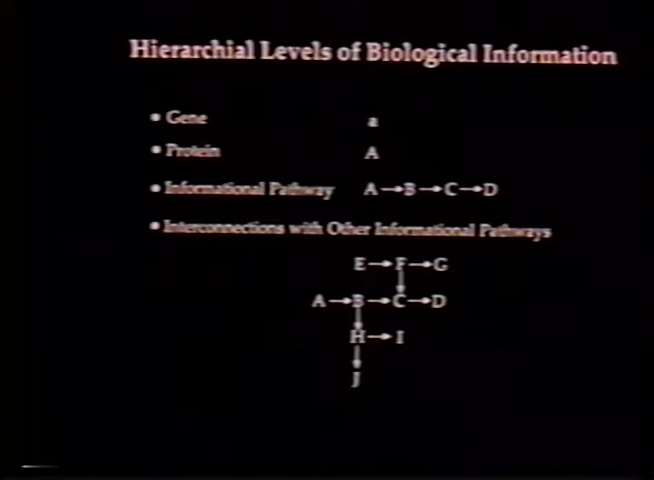 Hierarchial Levels of Biological Information
• Gene a
• Protein A
• Informational Pathway A→B→C→D
• Interconnections with Other Informational Pathways
E→F→G
↓
A→B→C→D
↓
H→I
↓
J